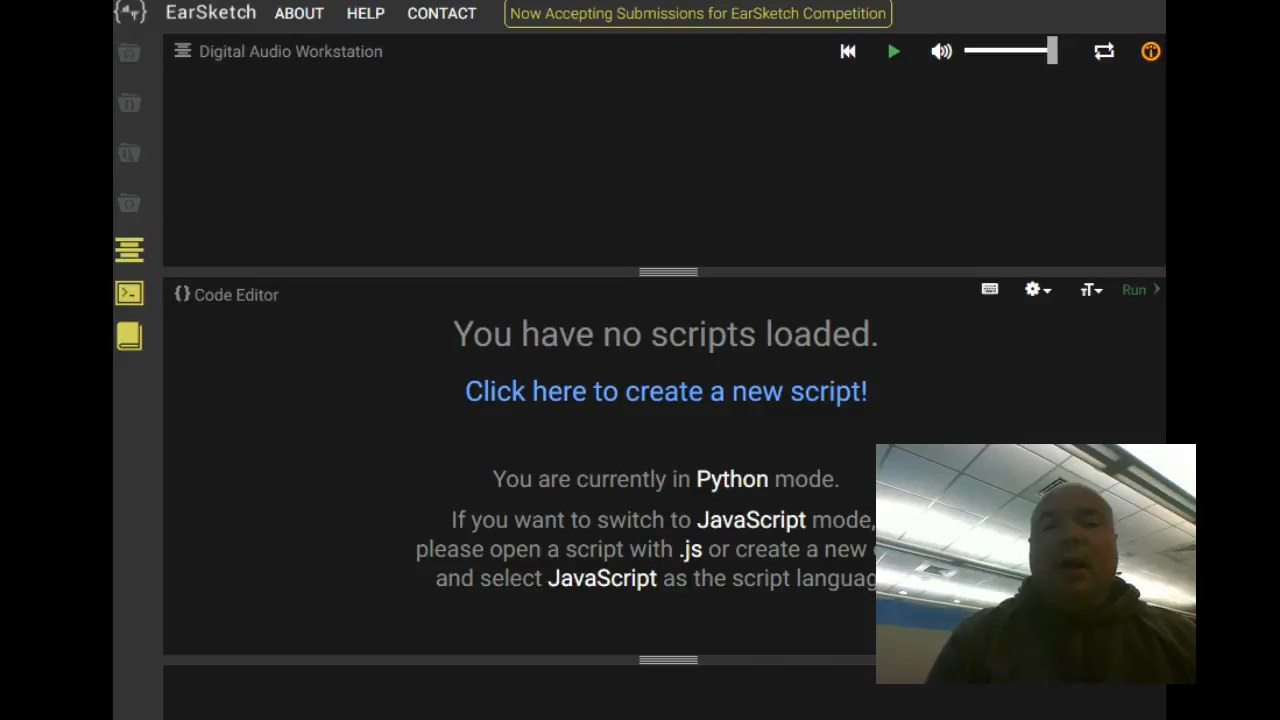 EarSketch ABOUT HELP CONTACT Now Accepting Submissions for EarSketch Competition
Digital Audio Workstation
{} Code Editor
Run
You have no scripts loaded.
Click here to create a new script!
You are currently in Python mode.
If you want to switch to JavaScript mode,
please open a script with .js or create a new
and select JavaScript as the script languag